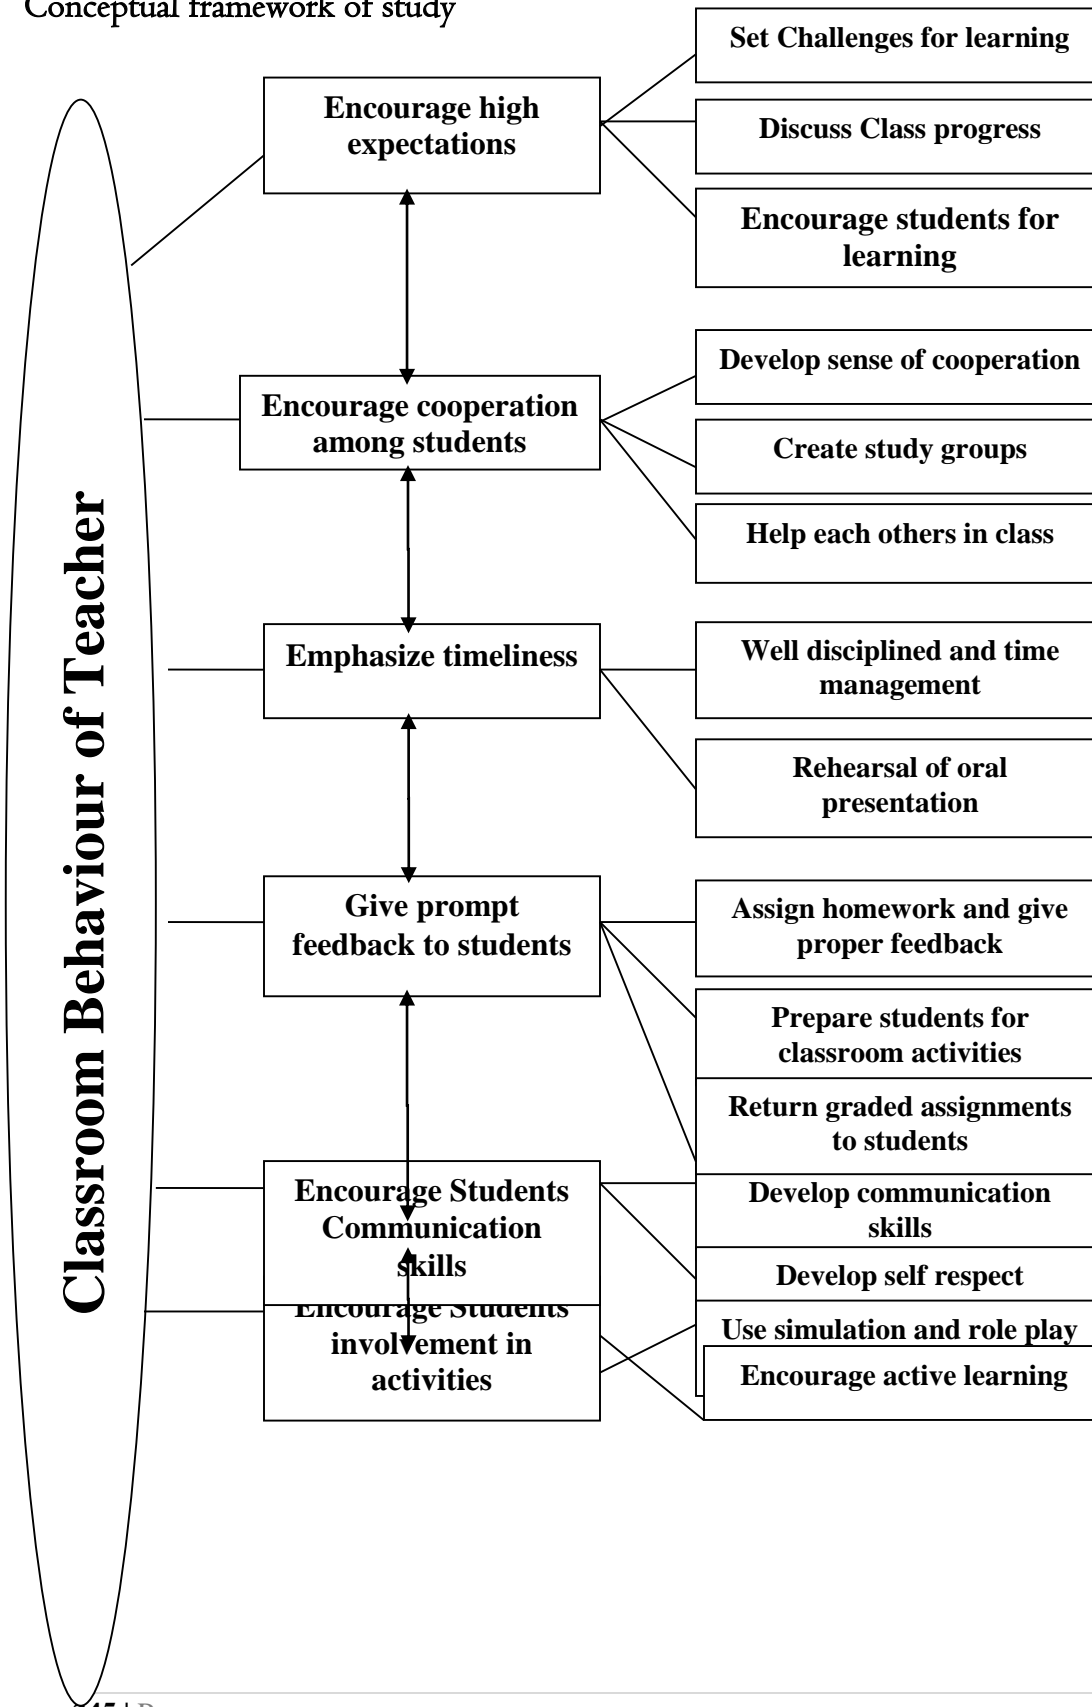 Conceptual framework of study
Set Challenges for learning
Encourage high
expectations
Discuss Class progress
Encourage students for
learning
Develop sense of cooperation
Encourage cooperation
among students
Create study groups
Help each others in class
Classroom Behaviour of Teacher
Emphasize timeliness
Well disciplined and time
management
Rehearsal of oral
presentation
Give prompt
feedback to students
Assign homework and give
proper feedback
Prepare students for
classroom activities
Return graded assignments
to students
Encourage Students
Communication
skills
Develop communication
skills
Develop self respect
Encourage Students
involvement in
activities
Use simulation and role play
Encourage active learning